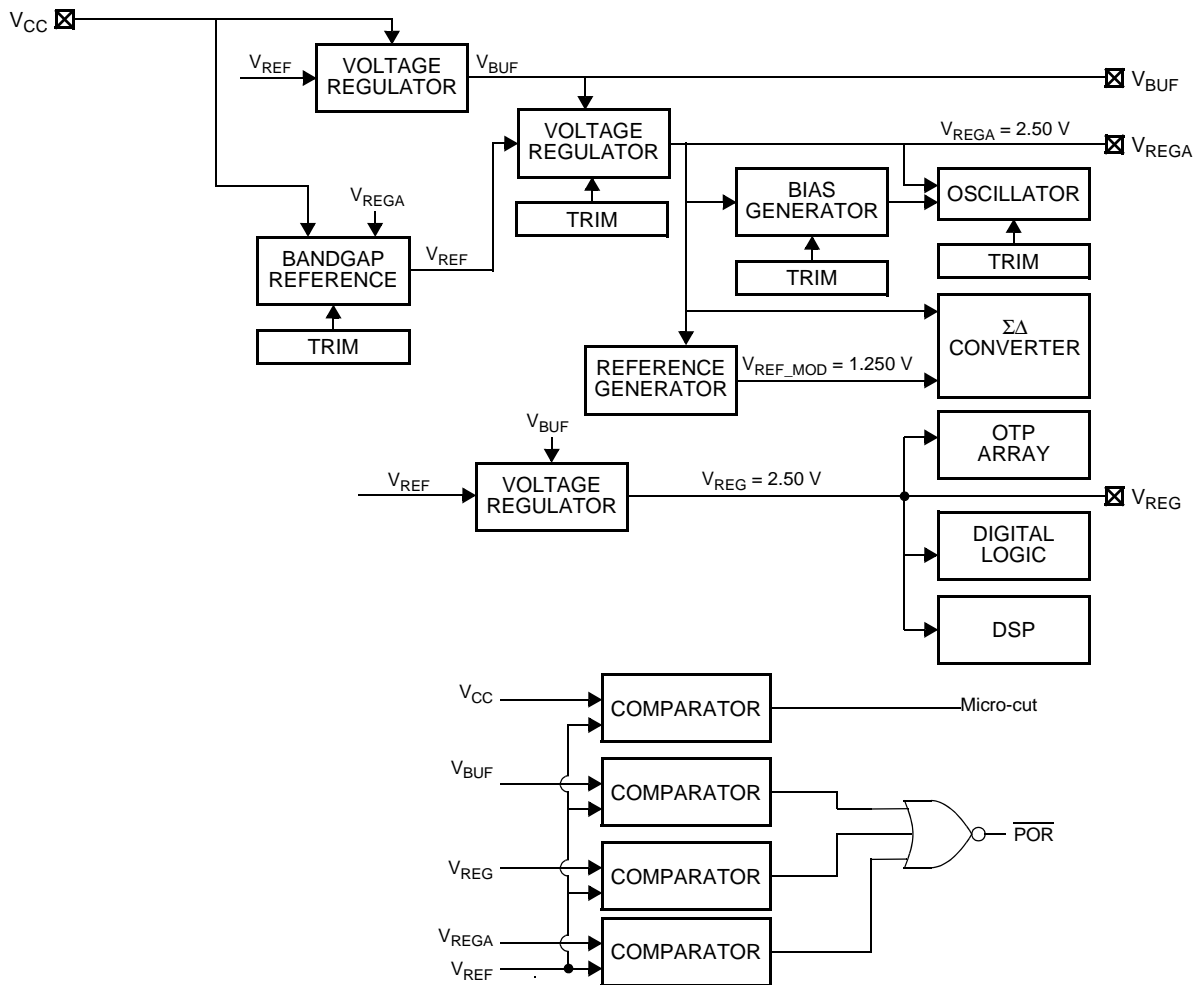 VCC
VREF
VOLTAGE
REGULATOR
VBUF
VBUF
VOLTAGE
REGULATOR
VREGA = 2.50 V
VREGA
TRIM
BIAS
GENERATOR
OSCILLATOR
TRIM
TRIM
VREGA
BANDGAP
REFERENCE
VREF
TRIM
REFERENCE
GENERATOR
VREF_MOD = 1.250 V
ΣΔ
CONVERTER
VBUF
VREF
VOLTAGE
REGULATOR
VREG = 2.50 V
OTP
ARRAY
VREG
DIGITAL
LOGIC
DSP
VCC
COMPARATOR
Micro-cut
VBUF
COMPARATOR
POR
VREG
COMPARATOR
VREGA
VREF
COMPARATOR